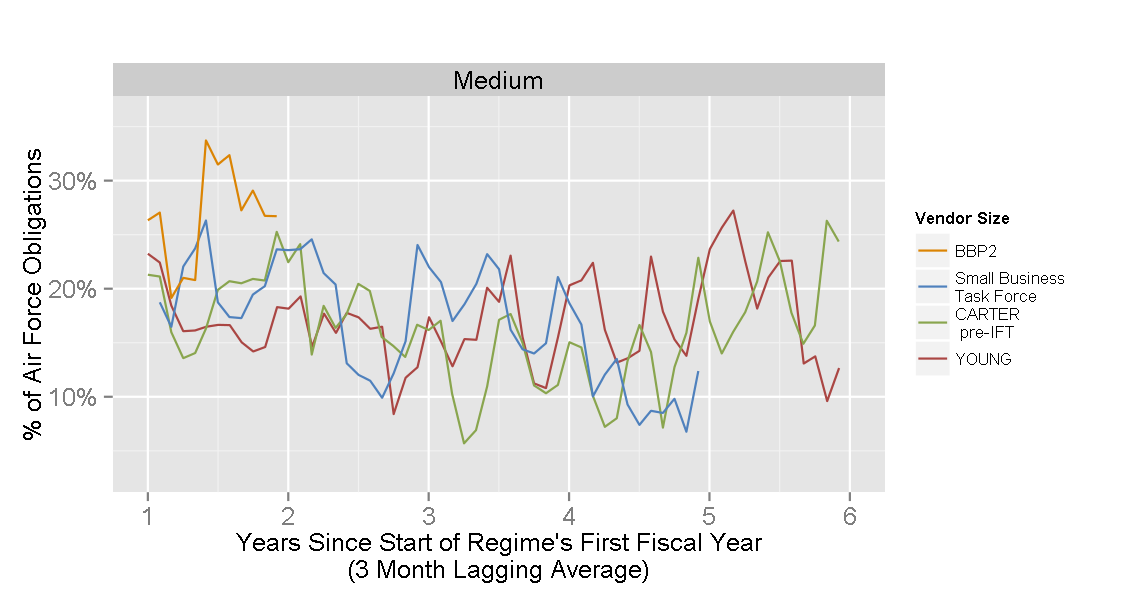 Medium
% of Air Force Obligations
30%
20%
10%
1 2 3 4 5 6
Years Since Start of Regime's First Fiscal Year
(3 Month Lagging Average)
Vendor Size
BBP2
Small Business
Task Force
CARTER
pre-IFT
YOUNG